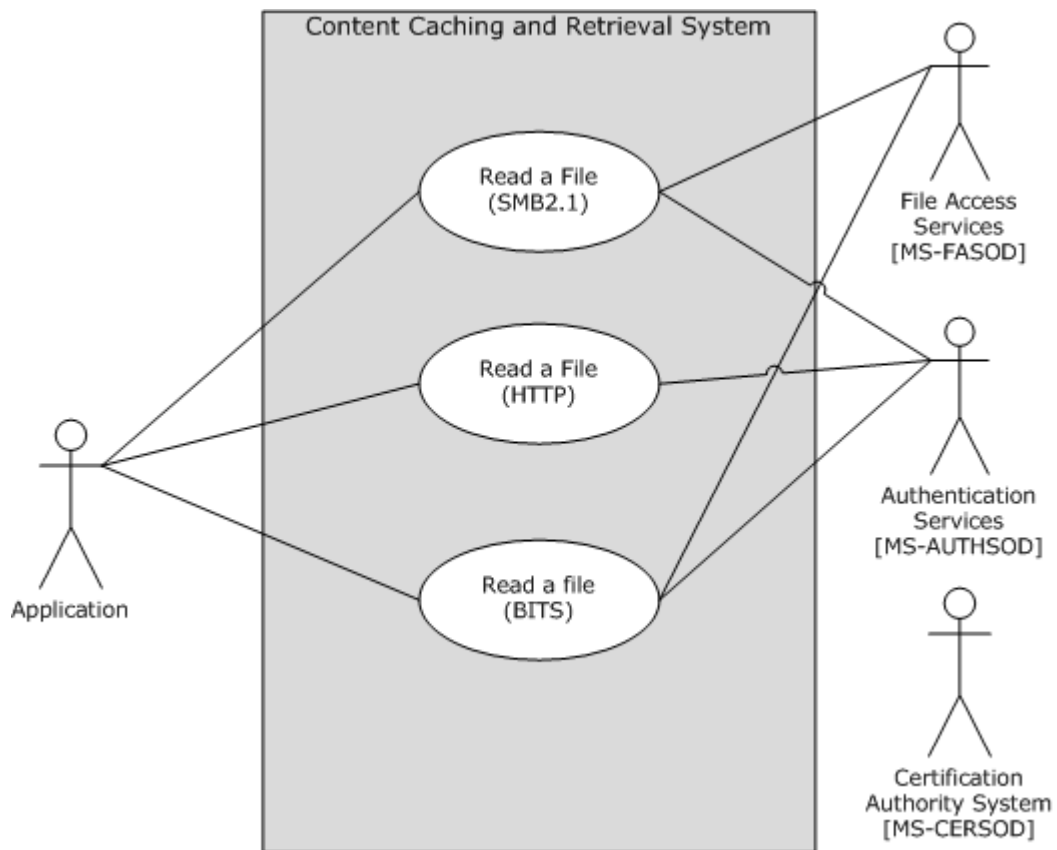 Content Caching and Retrieval System
Read a File
(SMB2.1)
File Access
Services
[MS-FASOD]
Read a File
(HTTP)
Authentication
Services
[MS-AUTHSOD]
Read a file
(BITS)
Application
Certification
Authority System
[MS-CERSOD]